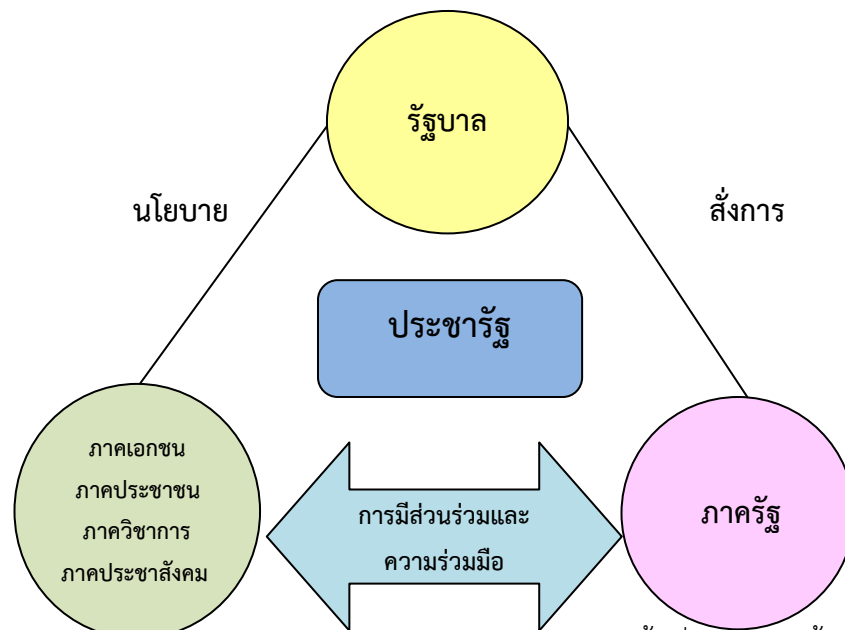 รัฐบาล
นโยบาย
สั่งการ
ประชารัฐ
ภาคเอกชน
ภาคประชาชน
ภาควิชาการ
ภาคประชาสังคม
การมีส่วนร่วมและ
ความร่วมมือ
ภาครัฐ